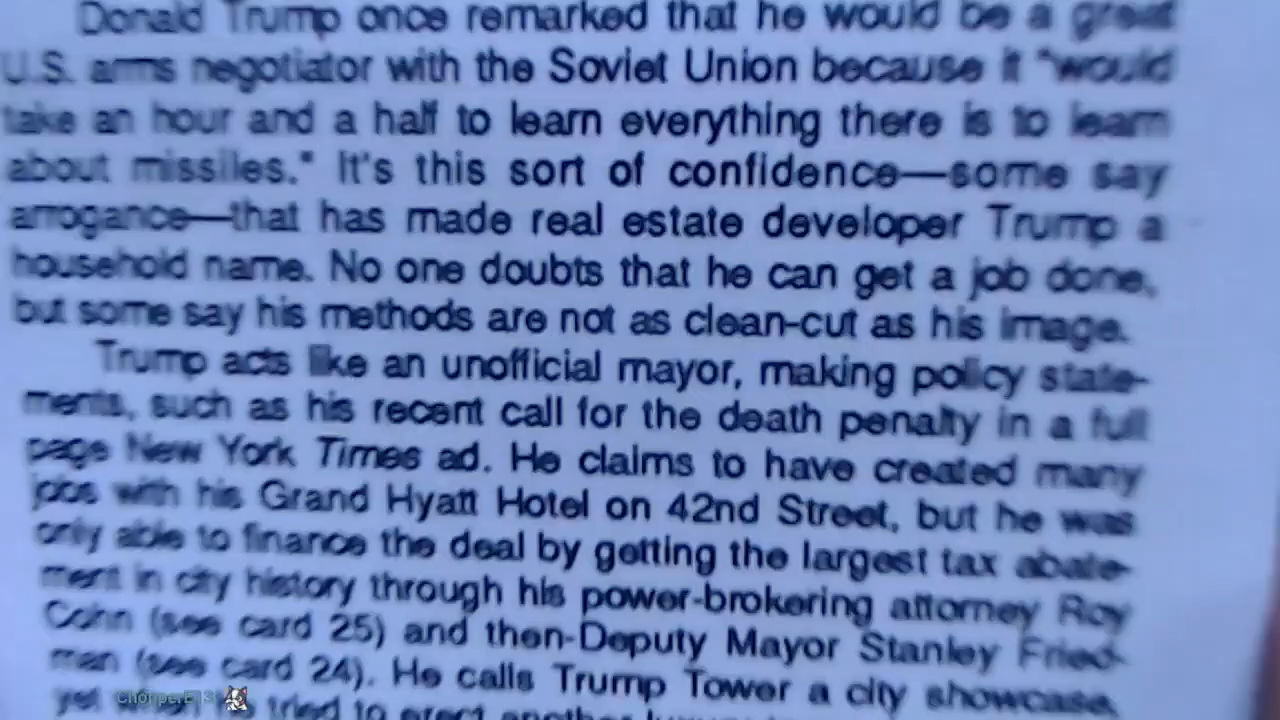 Donald Trump once remarked that he would be a great
U.S. arms negotiator with the Soviet Union because it "would
take an hour and a half to learn everything there is to learn
about missiles." It's this sort of confidence—some say
arrogance—that has made real estate developer Trump a
household name. No one doubts that he can get a job done,
but some say his methods are not as clean-cut as his image.
Trump acts like an unofficial mayor, making policy state-
ments, such as his recent call for the death penalty in a full
page New York Times ad. He claims to have created many
jobs with his Grand Hyatt Hotel on 42nd Street, but he was
only able to finance the deal by getting the largest tax abate-
ment in city history through his power-brokering attorney Roy
Cohn (see card 25) and then-Deputy Mayor Stanley Fried-
man (see card 24). He calls Trump Tower a city showcase,
yet when he tried to erect another